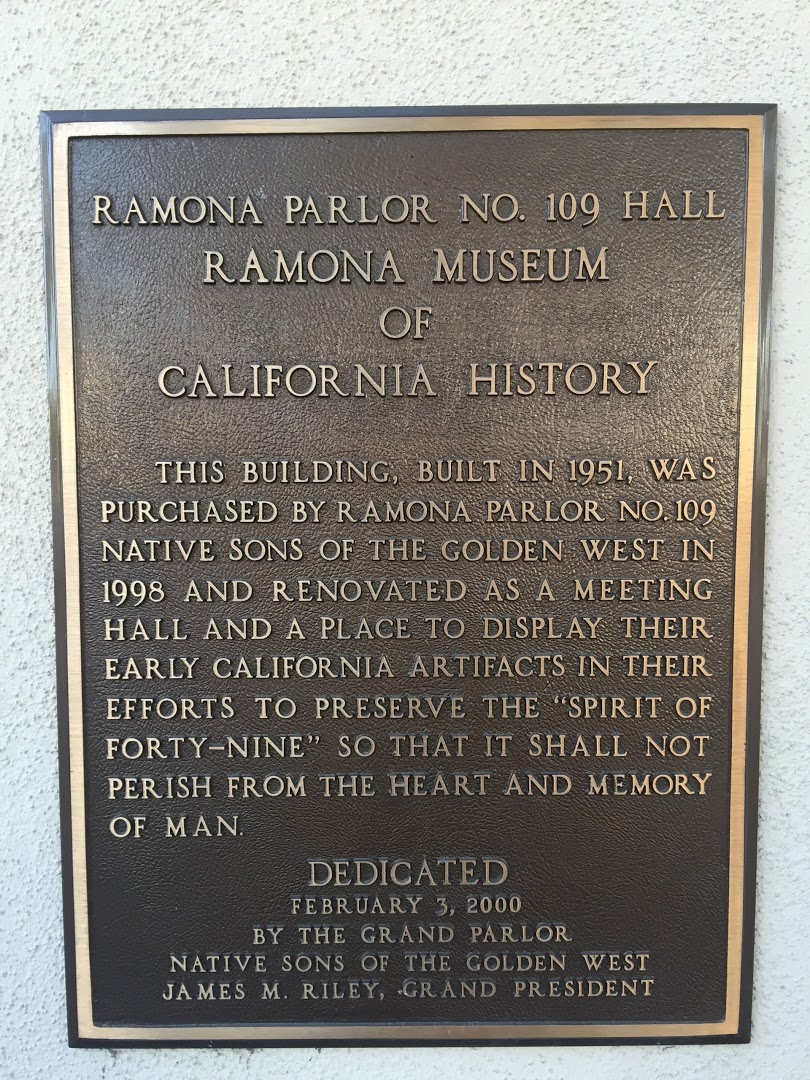 RAMONA PARLOR NO. 109 HALL
RAMONA MUSEUM
OF
CALIFORNIA HISTORY
THIS BUILDING, BUILT IN 1951, WAS
PURCHASED BY RAMONA PARLOR NO. 109
NATIVE SONS OF THE GOLDEN WEST IN
1998 AND RENOVATED AS A MEETING
HALL AND A PLACE TO DISPLAY THEIR
EARLY CALIFORNIA ARTIFACTS IN THEIR
EFFORTS TO PRESERVE THE “SPIRIT OF
FORTY–NINE” SO THAT IT SHALL NOT
PERISH FROM THE HEART AND MEMORY
OF MAN.
DEDICATED
FEBRUARY 3, 2000
BY THE GRAND PARLOR
NATIVE SONS OF THE GOLDEN WEST
JAMES M. RILEY, GRAND PRESIDENT